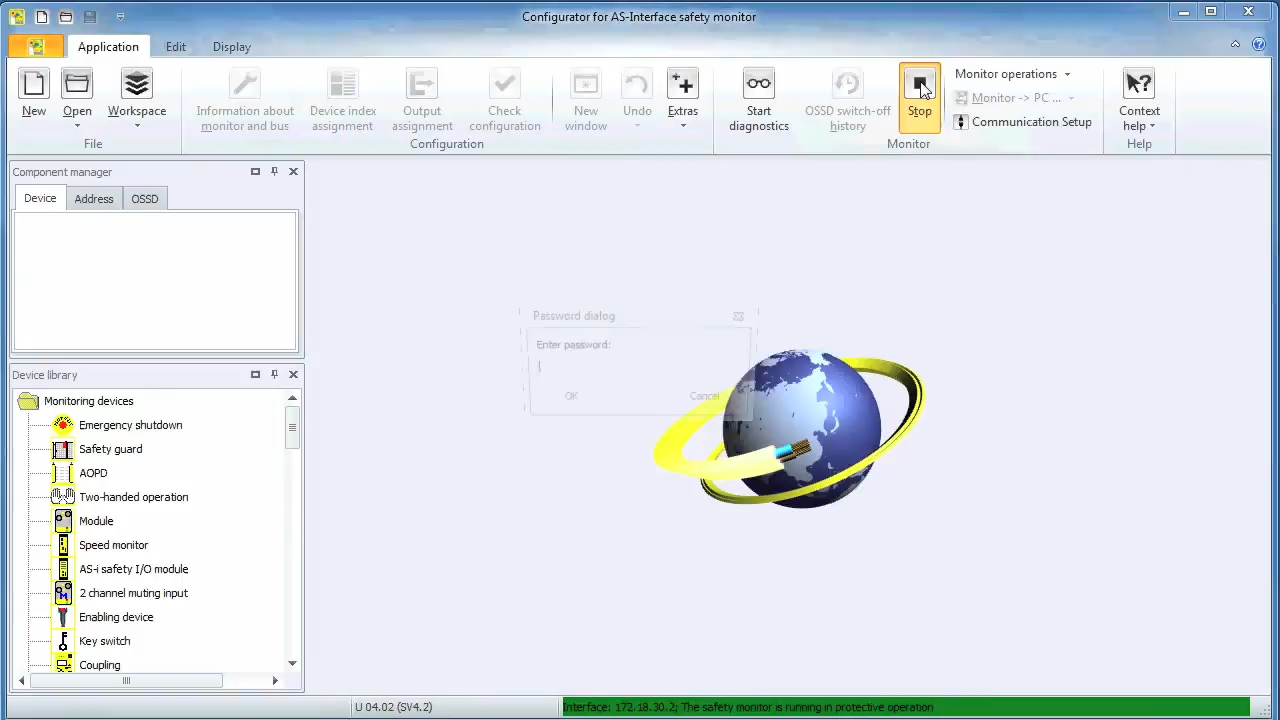 Configurator for AS-Interface safety monitor
Application
Edit
Display
New
Open
Workspace
Information about
monitor and bus
Device index
assignment
Output
assignment
Check
configuration
New
window
Undo
Extras
Start
diagnostics
OSSD switch-off
history
Stop
Monitor operations
Monitor -> PC ...
Communication Setup
Context
help
File
Configuration
Monitor
Help
Component manager
Device
Address
OSSD
Password dialog
Enter password:
OK
Cancel
Device library
Monitoring devices
Emergency shutdown
Safety guard
AOPD
Two-handed operation
Module
Speed monitor
AS-i safety I/O module
2 channel muting input
Enabling device
Key switch
Coupling
U 04.02 (SV4.2)
Interface: 172.18.30.2; The safety monitor is running in protective operation